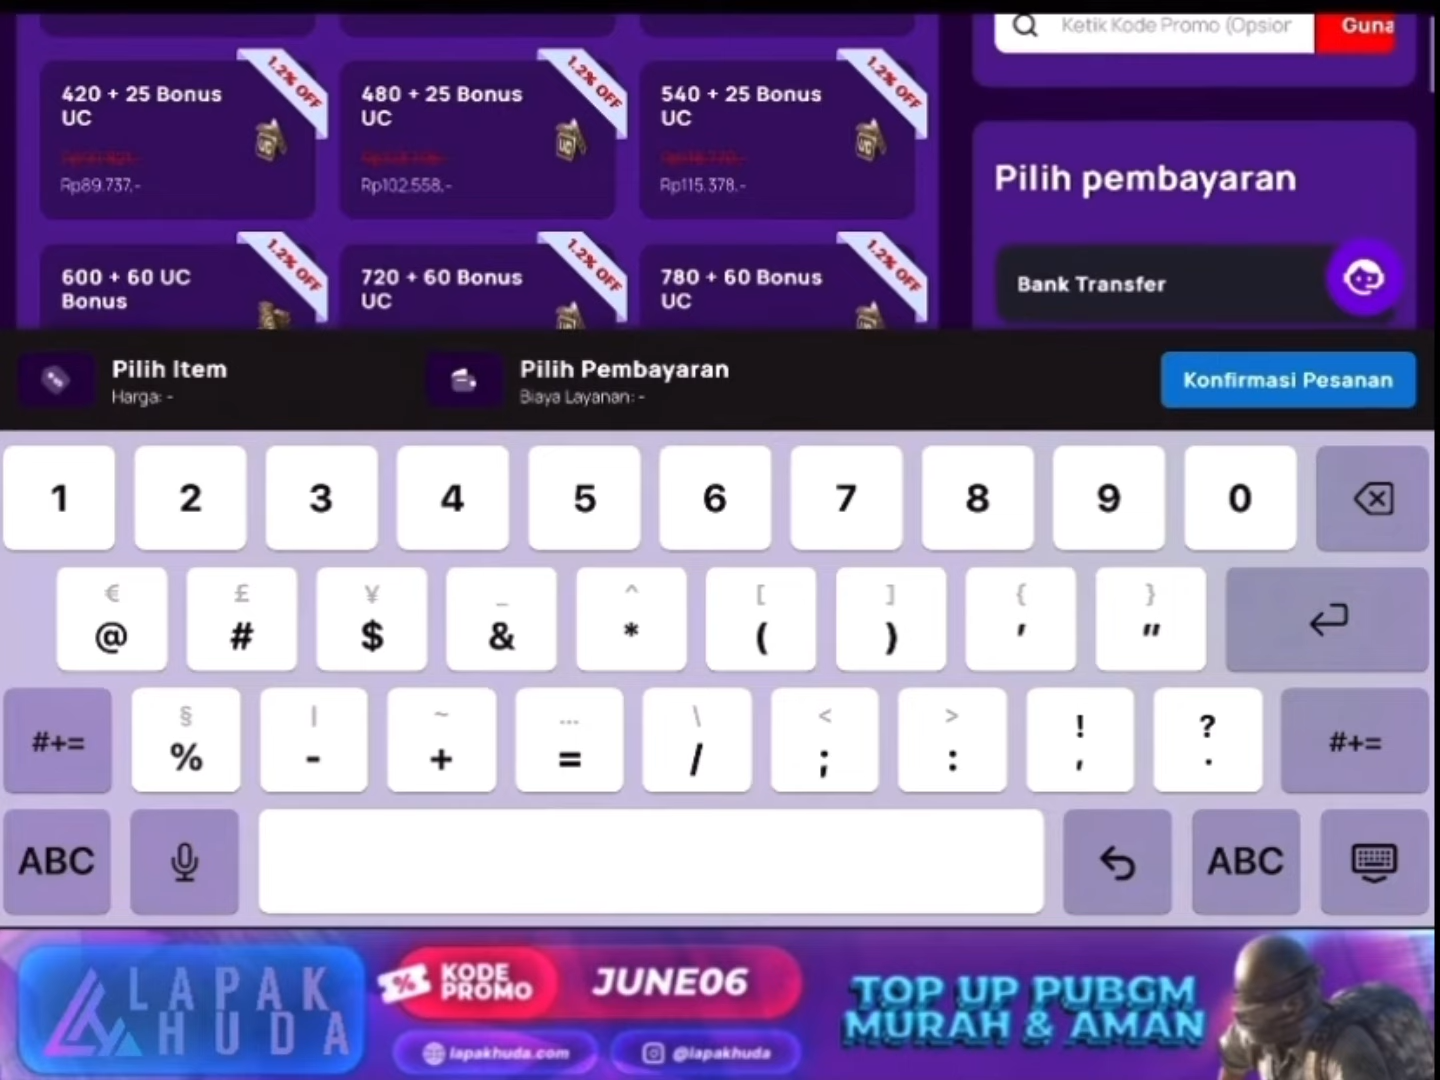 Ketik Kode Promo (Opsior
Guna
420 + 25 Bonus
UC
1.2% OFF
Rp89.737,-
480 + 25 Bonus
UC
1.2% OFF
Rp102.558,-
540 + 25 Bonus
UC
1.2% OFF
Rp115.378,-
Pilih pembayaran
Bank Transfer
600 + 60 UC
Bonus
1.2% OFF
720 + 60 Bonus
UC
1.2% OFF
780 + 60 Bonus
UC
1.2% OFF
Pilih Item
Harga: -
Pilih Pembayaran
Biaya Layanan: -
Konfirmasi Pesanan
1 2 3 4 5 6 7 8 9 0
€ £ ¥ _ ^ [ ] { }
@ # $ & * ( ) ' "
#+= § | ~ … \ < > ! ? #+=
% - + = / ; : , .
ABC ABC
LAPAK
HUDA
KODE
PROMO
JUNE06
lapakhuda.com
@lapakhuda
TOP UP PUBGM
MURAH & AMAN